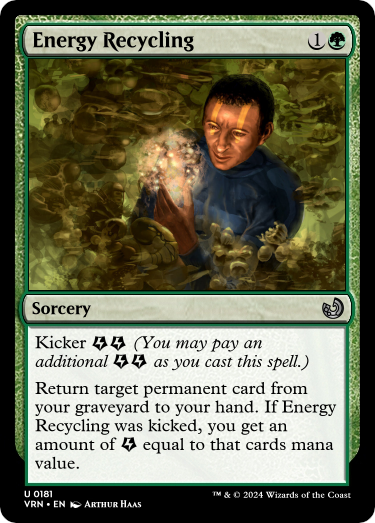 Energy Recycling 1
Sorcery
Kicker (You may pay an
additional as you cast this spell.)
Return target permanent card from
your graveyard to your hand. If Energy
Recycling was kicked, you get an
amount of equal to that cards mana
value.
U 0181
VRN • EN Arthur Haas
™ & © 2024 Wizards of the Coast